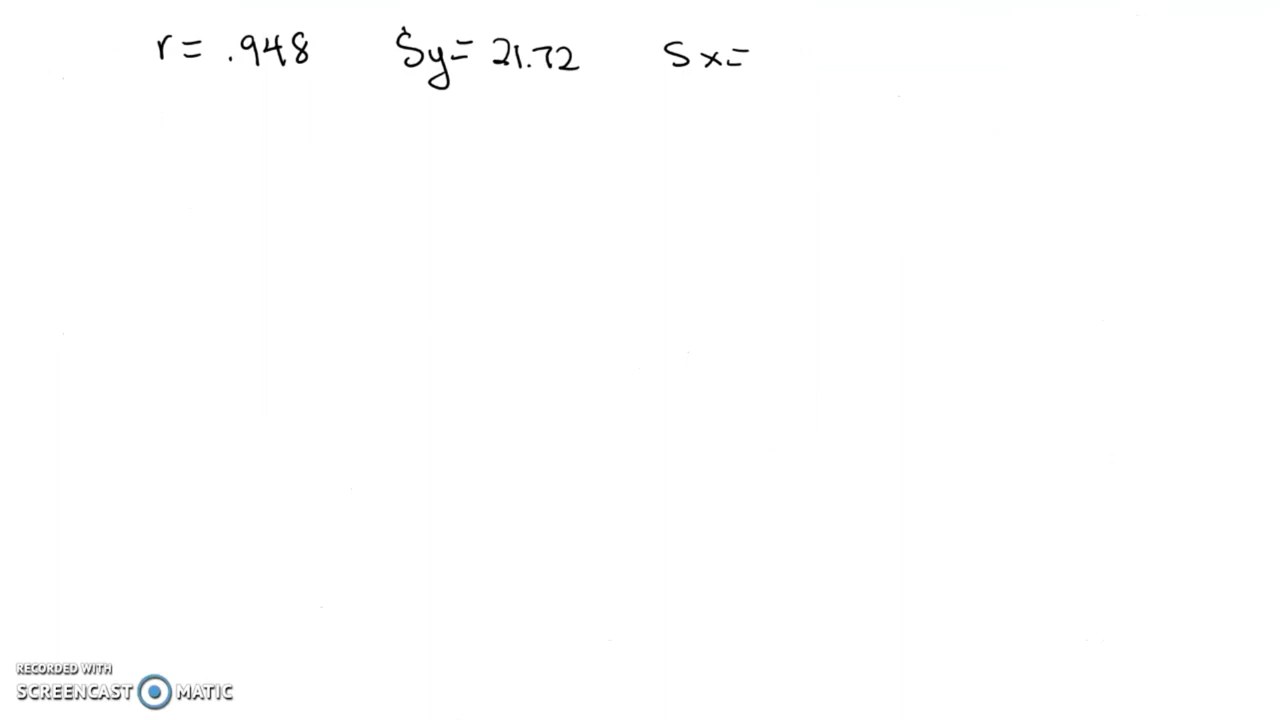 r = .948 Sy= 21.72 Sx=
RECORDED WITH
SCREENCAST MATIC